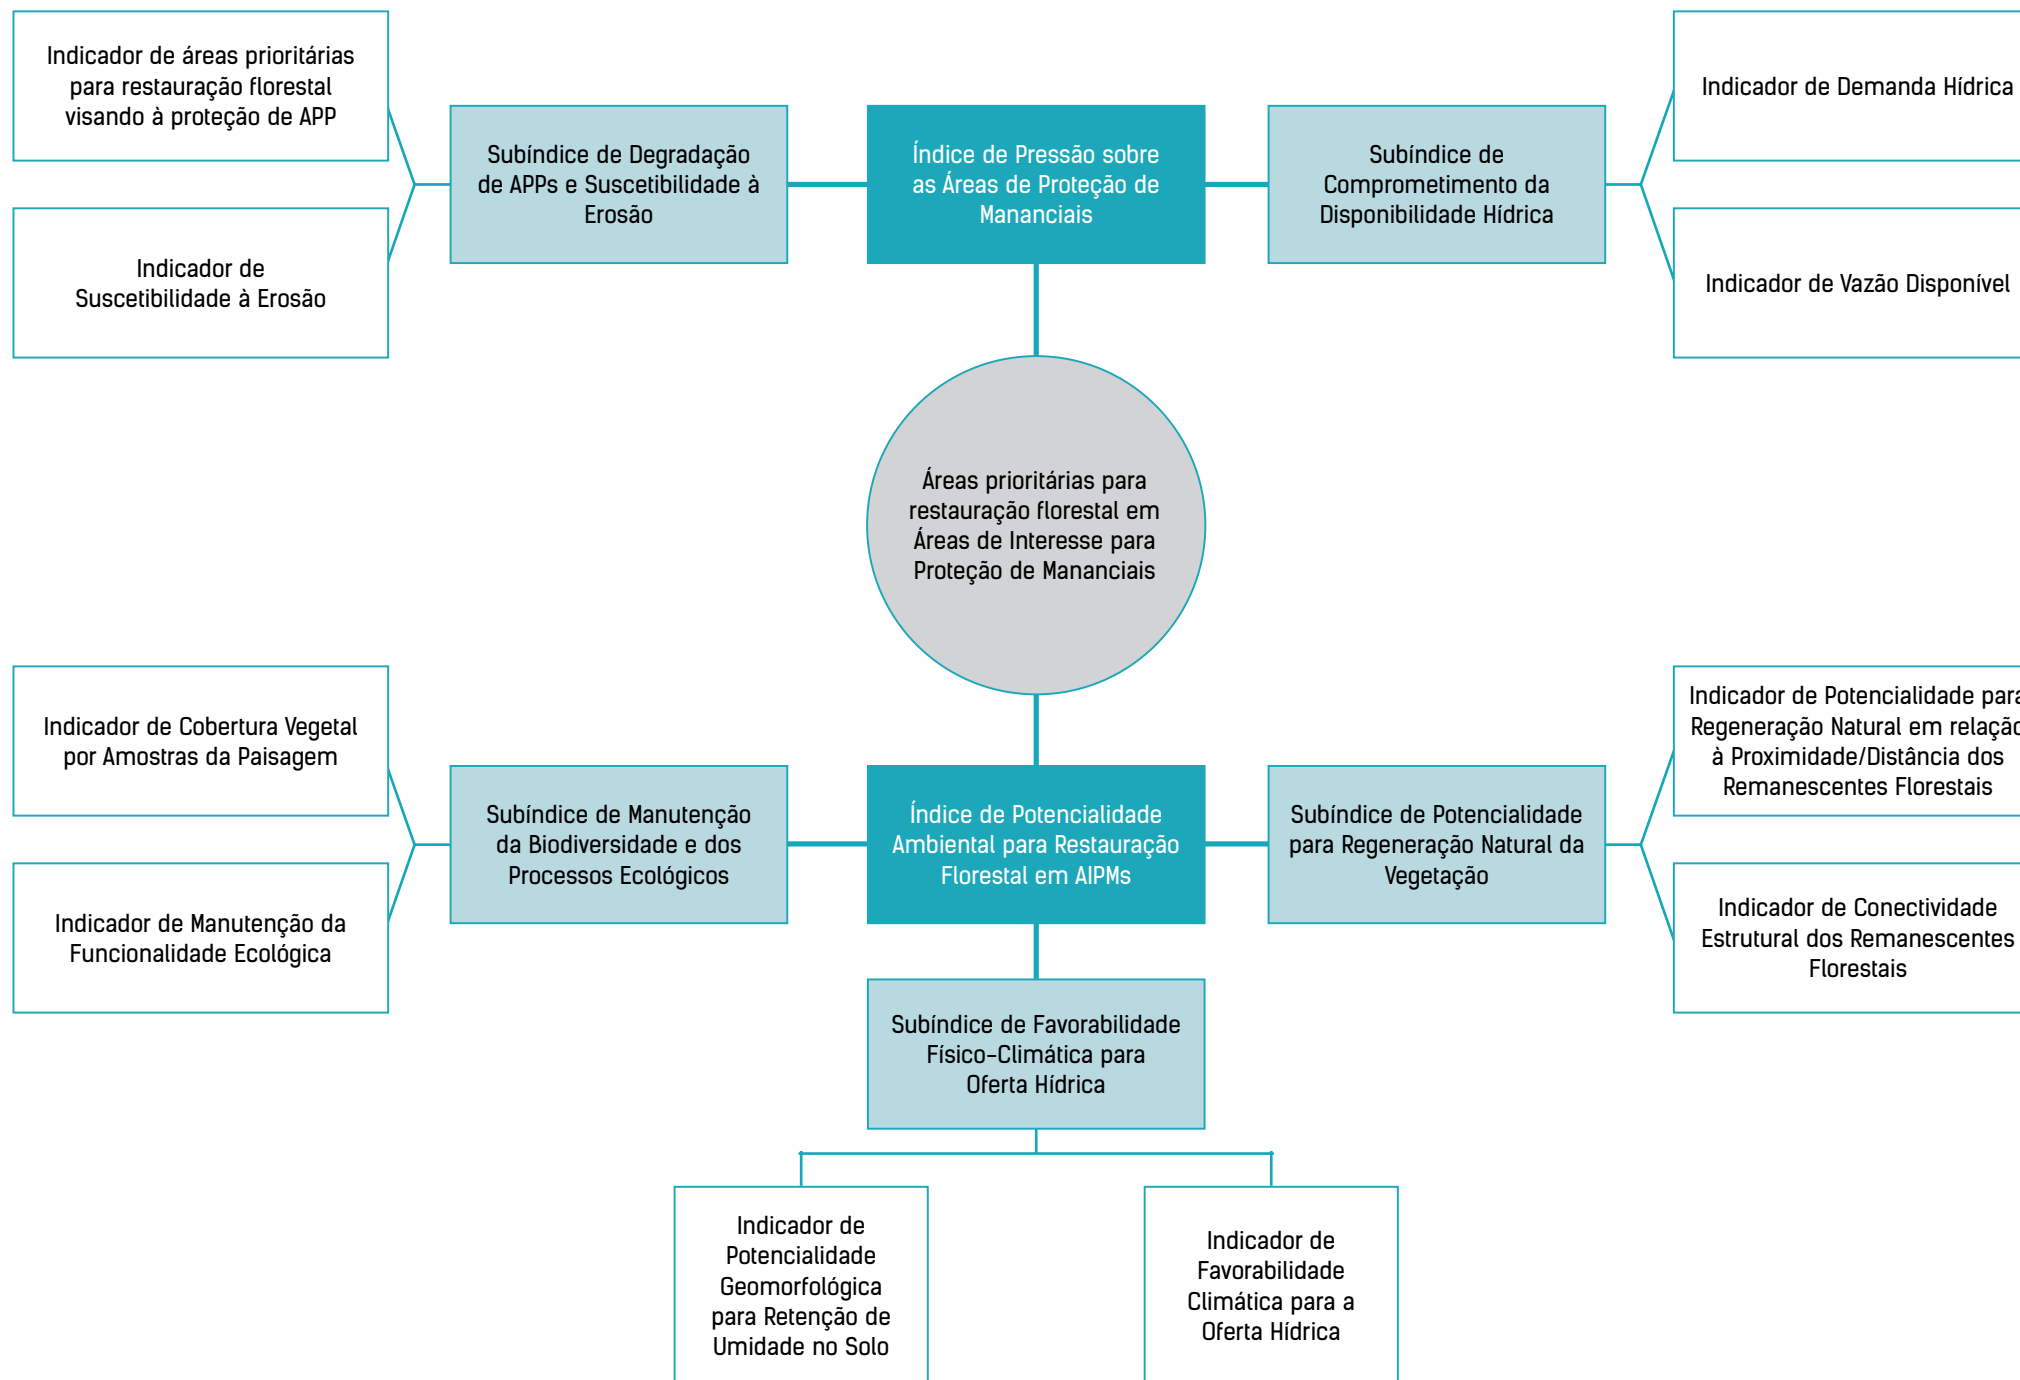 Indicador de áreas prioritárias
para restauração florestal
visando à proteção de APP
Indicador de
Suscetibilidade à Erosão
Subíndice de Degradação
de APPs e Suscetibilidade à
Erosão
Índice de Pressão sobre
as Áreas de Proteção de
Mananciais
Subíndice de
Comprometimento da
Disponibilidade Hídrica
Indicador de Demanda Hídrica
Indicador de Vazão Disponível
Áreas prioritárias para
restauração florestal em
Áreas de Interesse para
Proteção de Mananciais
Indicador de Cobertura Vegetal
por Amostras da Paisagem
Indicador de Manutenção da
Funcionalidade Ecológica
Subíndice de Manutenção
da Biodiversidade e dos
Processos Ecológicos
Índice de Potencialidade
Ambiental para Restauração
Florestal em AIPMs
Subíndice de Potencialidade
para Regeneração Natural da
Vegetação
Indicador de Potencialidade para
Regeneração Natural em relação
à Proximidade/Distância dos
Remanescentes Florestais
Indicador de Conectividade
Estrutural dos Remanescentes
Florestais
Subíndice de Favorabilidade
Físico-Climática para
Oferta Hídrica
Indicador de
Potencialidade
Geomorfológica
para Retenção de
Umidade no Solo
Indicador de
Favorabilidade
Climática para a
Oferta Hídrica